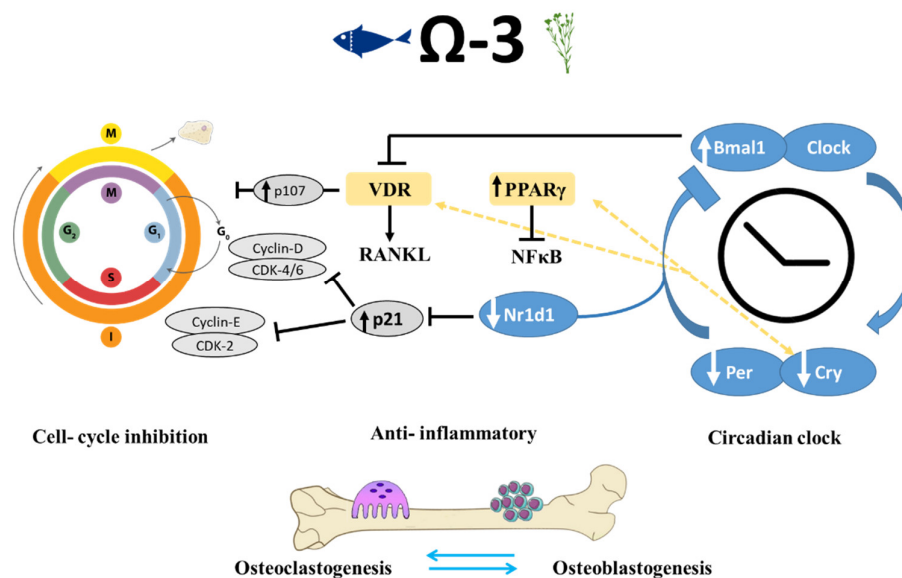 Ω-3
M
M
G₂
G₁
G₀
S
I
p107
VDR
PPARγ
Bmal1
Clock
RANKL
NFκB
Cyclin-D
CDK-4/6
Cyclin-E
CDK-2
p21
Nr1d1
Per
Cry
Cell- cycle inhibition
Anti- inflammatory
Circadian clock
Osteoclastogenesis
Osteoblastogenesis